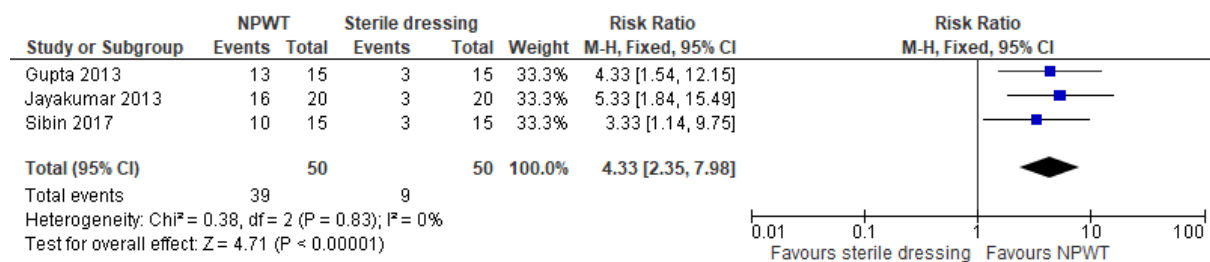 NPWT Sterile dressing Risk Ratio Risk Ratio
Study or Subgroup Events Total Events Total Weight M-H, Fixed, 95% CI M-H, Fixed, 95% CI
Gupta 2013 13 15 3 15 33.3% 4.33 [1.54, 12.15]
Jayakumar 2013 16 20 3 20 33.3% 5.33 [1.84, 15.49]
Sibin 2017 10 15 3 15 33.3% 3.33 [1.14, 9.75]
Total (95% CI) 50 50 100.0% 4.33 [2.35, 7.98]
Total events 39 9
Heterogeneity: Chi² = 0.38, df = 2 (P = 0.83); I² = 0%
Test for overall effect: Z = 4.71 (P < 0.00001)
0.01 0.1 1 10 100
Favours sterile dressing Favours NPWT